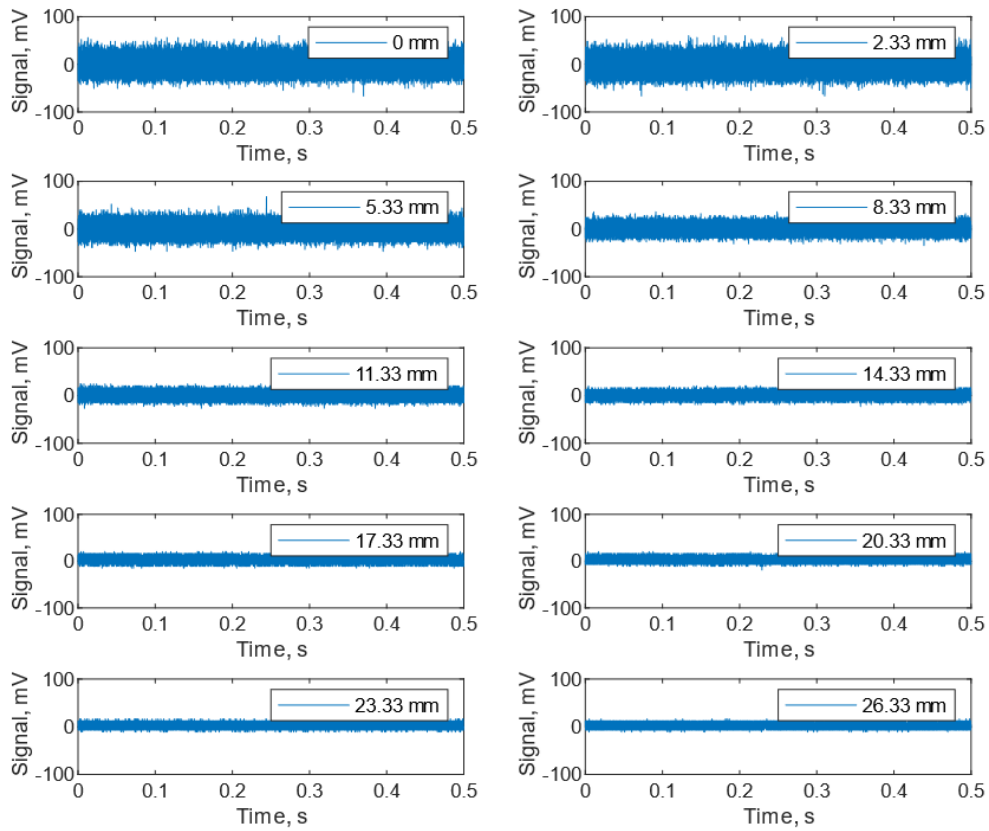 100
0
-100
Signal, mV
0 mm
0 0.1 0.2 0.3 0.4 0.5
Time, s
100
0
-100
Signal, mV
2.33 mm
0 0.1 0.2 0.3 0.4 0.5
Time, s
100
0
-100
Signal, mV
5.33 mm
0 0.1 0.2 0.3 0.4 0.5
Time, s
100
0
-100
Signal, mV
8.33 mm
0 0.1 0.2 0.3 0.4 0.5
Time, s
100
0
-100
Signal, mV
11.33 mm
0 0.1 0.2 0.3 0.4 0.5
Time, s
100
0
-100
Signal, mV
14.33 mm
0 0.1 0.2 0.3 0.4 0.5
Time, s
100
0
-100
Signal, mV
17.33 mm
0 0.1 0.2 0.3 0.4 0.5
Time, s
100
0
-100
Signal, mV
20.33 mm
0 0.1 0.2 0.3 0.4 0.5
Time, s
100
0
-100
Signal, mV
23.33 mm
0 0.1 0.2 0.3 0.4 0.5
Time, s
100
0
-100
Signal, mV
26.33 mm
0 0.1 0.2 0.3 0.4 0.5
Time, s